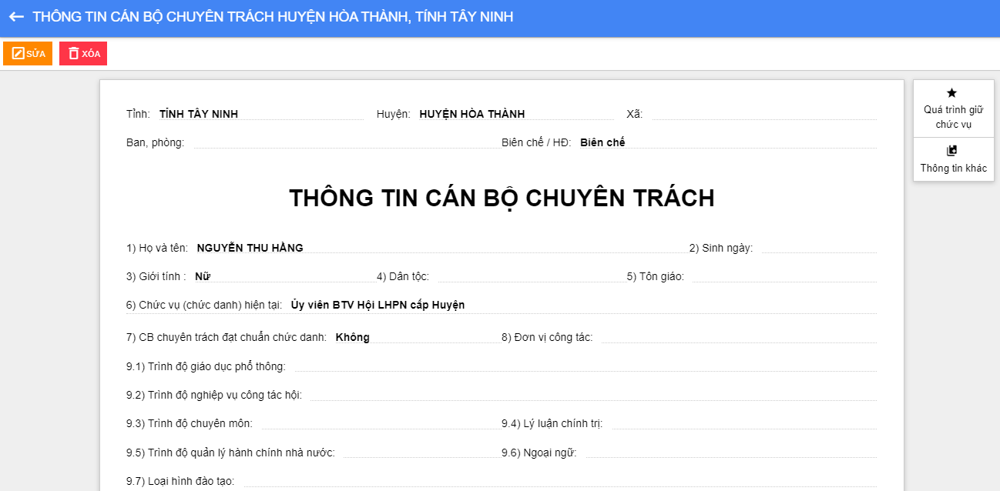 THÔNG TIN CÁN BỘ CHUYÊN TRÁCH HUYỆN HÒA THÀNH, TỈNH TÂY NINH
SỬA XÓA
Tỉnh: TỈNH TÂY NINH Huyện: HUYỆN HÒA THÀNH Xã:
Ban, phòng: Biên chế / HĐ: Biên chế
Quá trình giữ
chức vụ
Thông tin khác
THÔNG TIN CÁN BỘ CHUYÊN TRÁCH
1) Họ và tên: NGUYỄN THU HẰNG 2) Sinh ngày:
3) Giới tính : Nữ 4) Dân tộc: 5) Tôn giáo:
6) Chức vụ (chức danh) hiện tại: Ủy viên BTV Hội LHPN cấp Huyện
7) CB chuyên trách đạt chuẩn chức danh: Không 8) Đơn vị công tác:
9.1) Trình độ giáo dục phổ thông:
9.2) Trình độ nghiệp vụ công tác hội:
9.3) Trình độ chuyên môn: 9.4) Lý luận chính trị:
9.5) Trình độ quản lý hành chính nhà nước: 9.6) Ngoại ngữ:
9.7) Loại hình đào tạo: